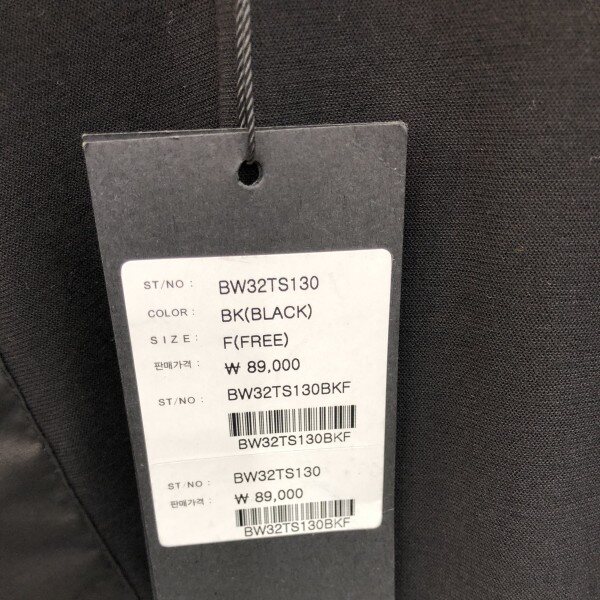 ST/NO : BW32TS130
COLOR : BK(BLACK)
SIZE : F(FREE)
판매가격 : ₩ 89,000
ST/NO : BW32TS130BKF
BW32TS130BKF
ST/NO : BW32TS130
판매가격 : ₩ 89,000
BW32TS130BKF